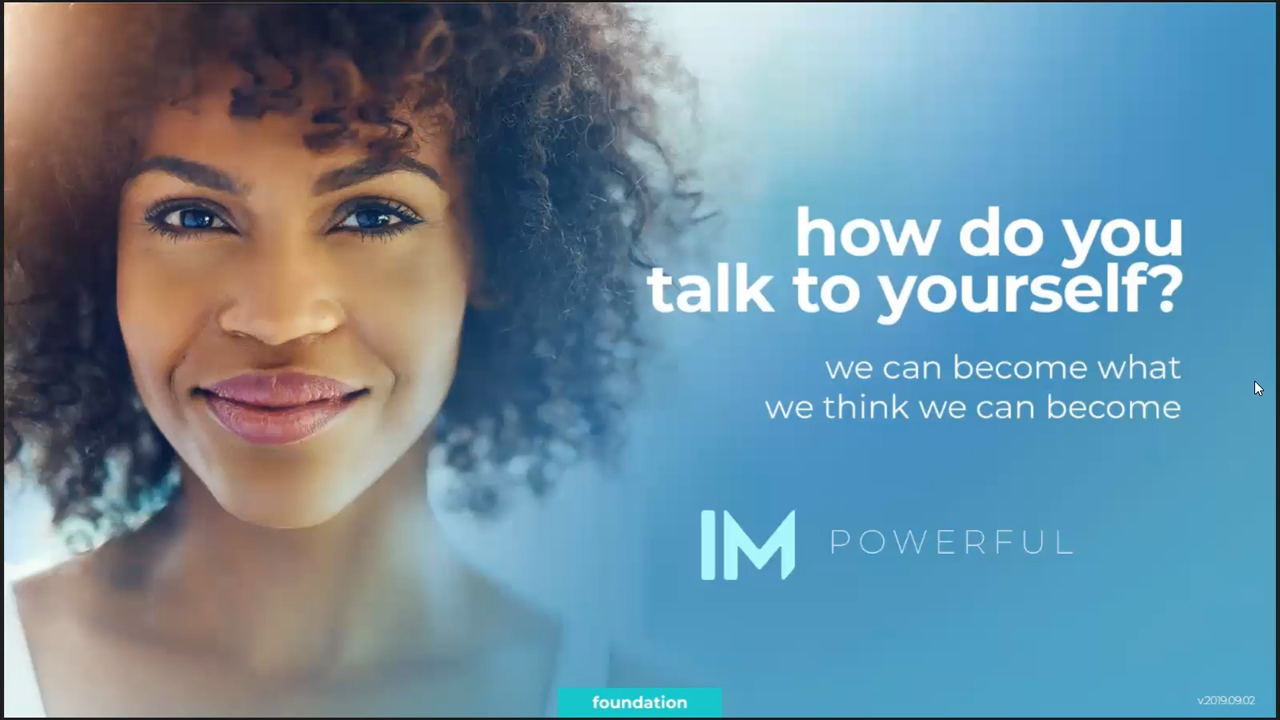 how do you
talk to yourself?
we can become what
we think we can become
IM POWERFUL
foundation
v.2019.09.02